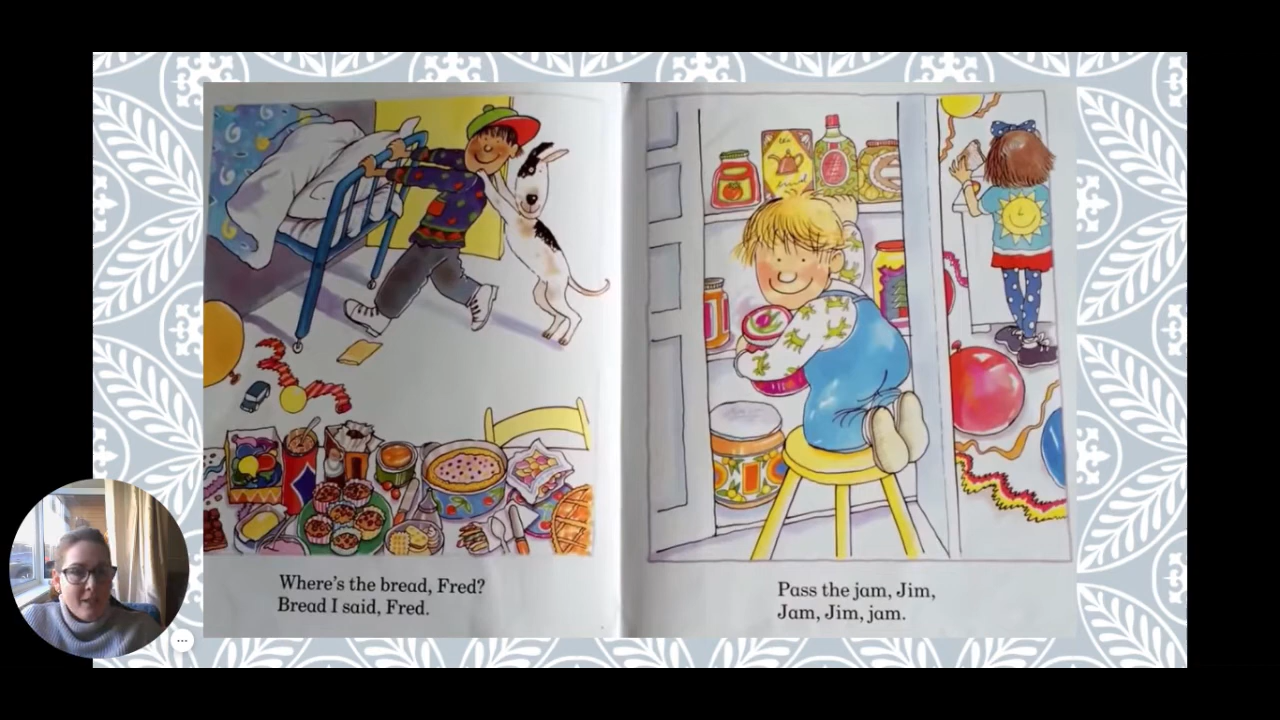 Where's the bread, Fred?
Bread I said, Fred.
Pass the jam, Jim,
Jam, Jim, jam.